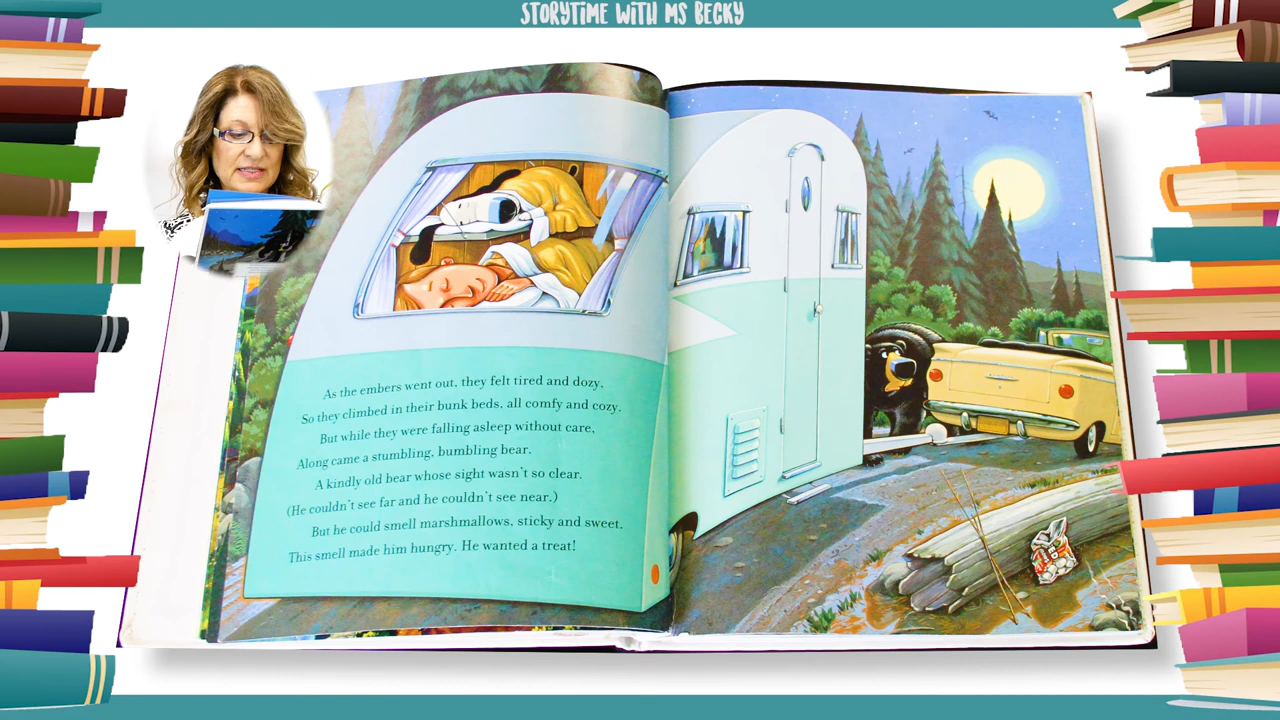 STORYTIME WITH MS BECKY
As the embers went out, they felt tired and dozy,
So they climbed in their bunk beds, all comfy and cozy.
But while they were falling asleep without care,
Along came a stumbling, bumbling bear.
A kindly old bear whose sight wasn't so clear.
(He couldn't see far and he couldn't see near.)
But he could smell marshmallows, sticky and sweet.
This smell made him hungry. He wanted a treat!